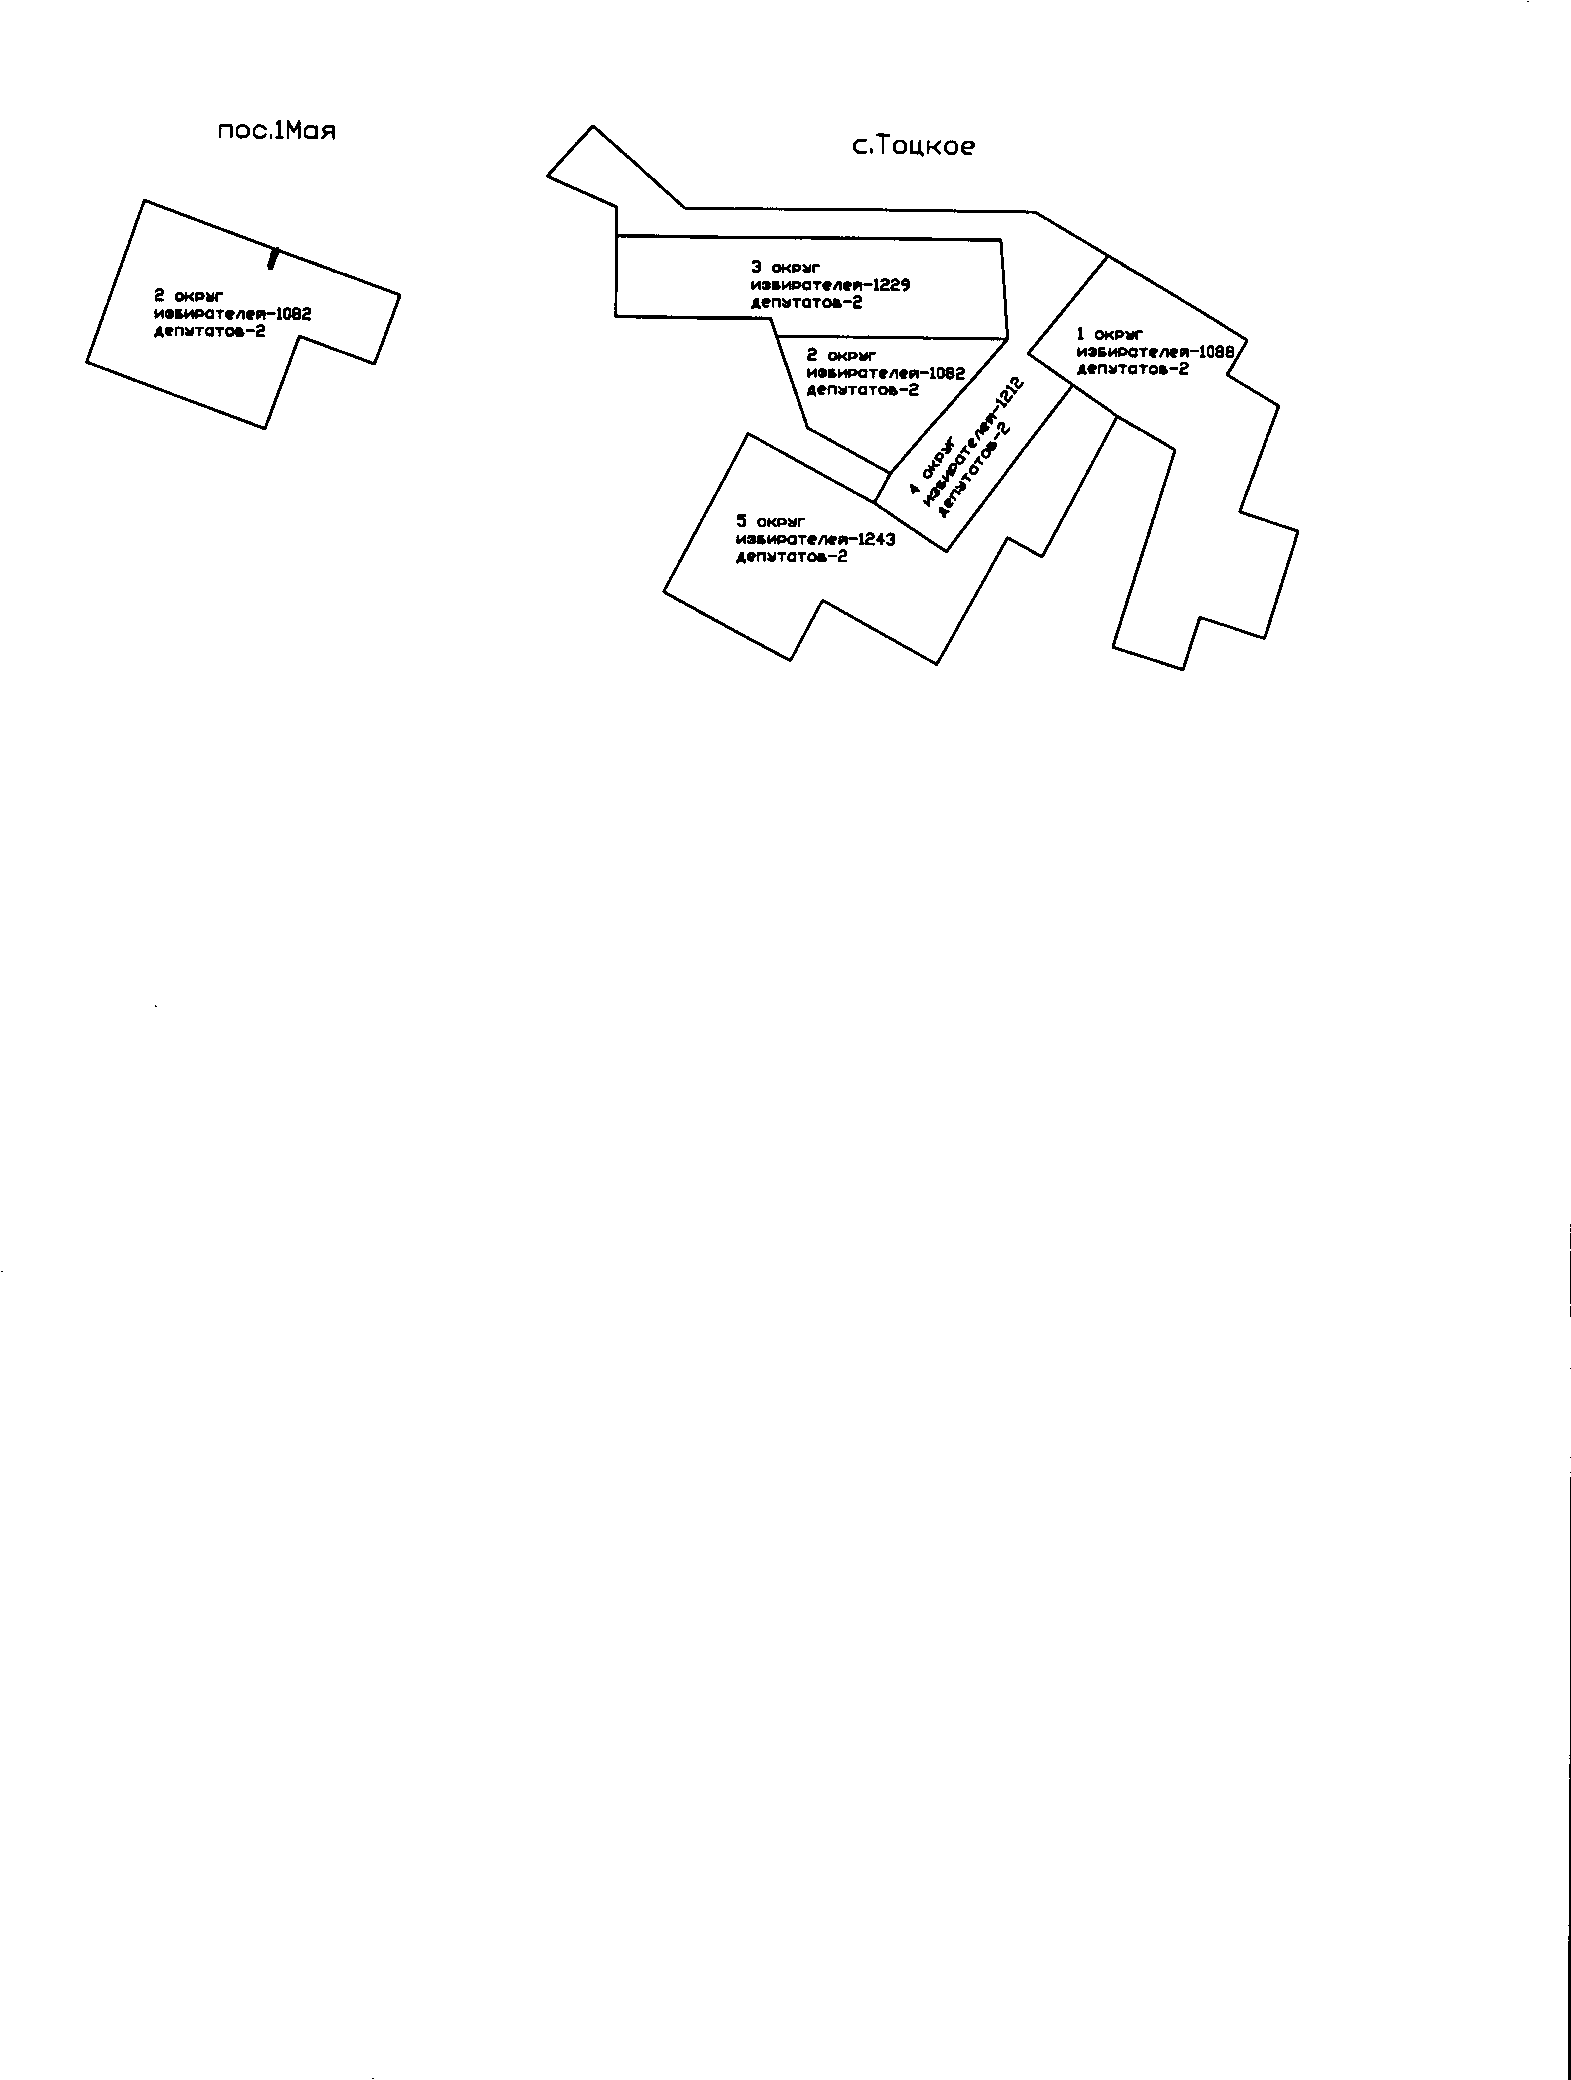 пос.1Мая
с.Тоцкое
2 округ
избирателей-1082
депутатов-2
3 округ
избирателей-1229
депутатов-2
2 округ
избирателей-1082
депутатов-2
1 округ
избирателей-1088
депутатов-2
4 округ
избирателей-1212
депутатов-2
5 округ
избирателей-1243
депутатов-2